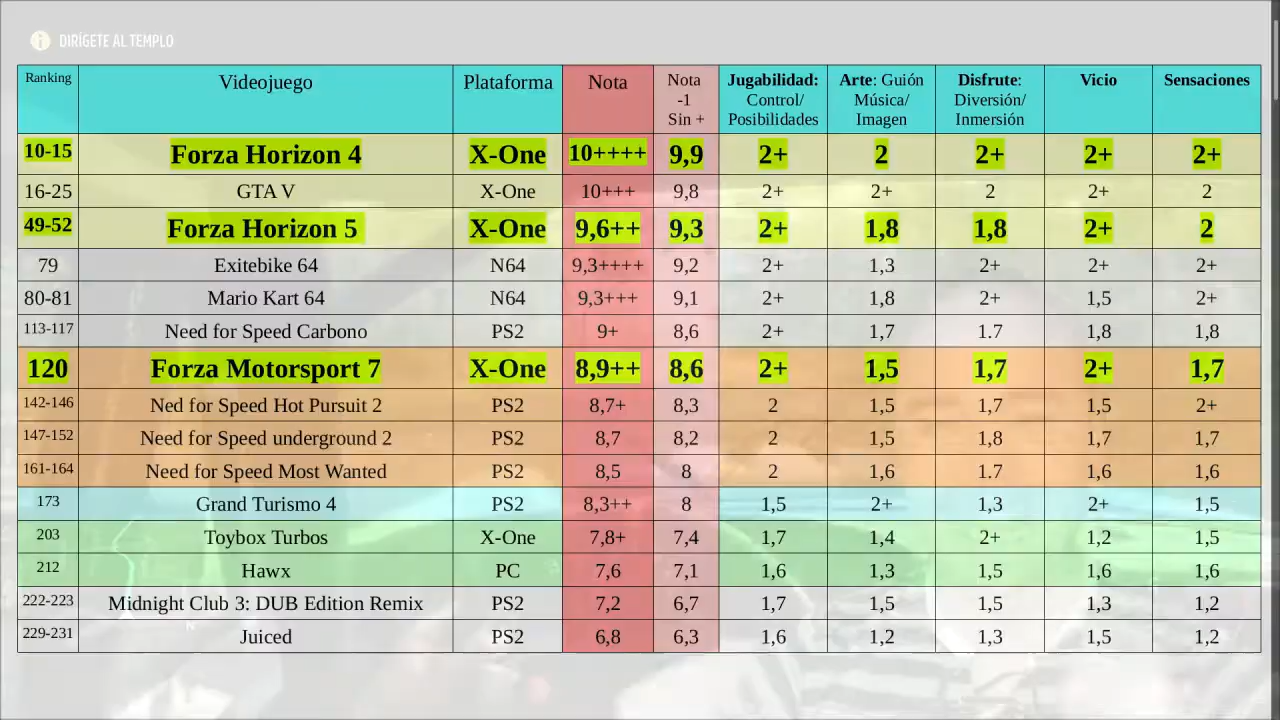 DIRÍGETE AL TEMPLO
Ranking Videojuego Plataforma Nota Nota -1 Sin + Jugabilidad: Control/ Posibilidades Arte: Guión Música/ Imagen Disfrute: Diversión/ Inmersión Vicio Sensaciones
10-15 Forza Horizon 4 X-One 10++++ 9,9 2+ 2 2+ 2+ 2+
16-25 GTA V X-One 10+++ 9,8 2+ 2+ 2 2+ 2
49-52 Forza Horizon 5 X-One 9,6++ 9,3 2+ 1,8 1,8 2+ 2
79 Exitebike 64 N64 9,3++++ 9,2 2+ 1,3 2+ 2+ 2+
80-81 Mario Kart 64 N64 9,3+++ 9,1 2+ 1,8 2+ 1,5 2+
113-117 Need for Speed Carbono PS2 9+ 8,6 2+ 1,7 1.7 1,8 1,8
120 Forza Motorsport 7 X-One 8,9++ 8,6 2+ 1,5 1,7 2+ 1,7
142-146 Ned for Speed Hot Pursuit 2 PS2 8,7+ 8,3 2 1,5 1,7 1,5 2+
147-152 Need for Speed underground 2 PS2 8,7 8,2 2 1,5 1,8 1,7 1,7
161-164 Need for Speed Most Wanted PS2 8,5 8 2 1,6 1.7 1,6 1,6
173 Grand Turismo 4 PS2 8,3++ 8 1,5 2+ 1,3 2+ 1,5
203 Toybox Turbos X-One 7,8+ 7,4 1,7 1,4 2+ 1,2 1,5
212 Hawx PC 7,6 7,1 1,6 1,3 1,5 1,6 1,6
222-223 Midnight Club 3: DUB Edition Remix PS2 7,2 6,7 1,7 1,5 1,5 1,3 1,2
229-231 Juiced PS2 6,8 6,3 1,6 1,2 1,3 1,5 1,2
N